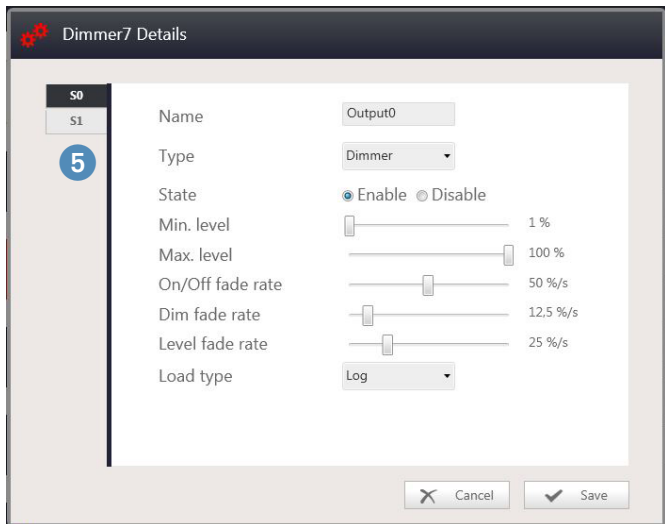 Dimmer7 Details
S0
S1
5
Name Output0
Type Dimmer
State Enable Disable
Min. level 1 %
Max. level 100 %
On/Off fade rate 50 %/s
Dim fade rate 12,5 %/s
Level fade rate 25 %/s
Load type Log
Cancel Save